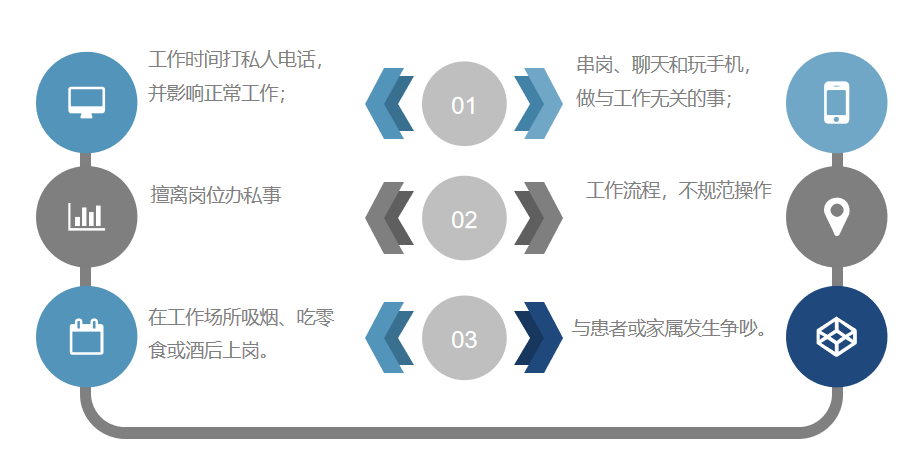 工作时间打私人电话，
并影响正常工作；
01
串岗、聊天和玩手机，
做与工作无关的事；
擅离岗位办私事
02
工作流程，不规范操作
在工作场所吸烟、吃零
食或酒后上岗。
03
与患者或家属发生争吵。